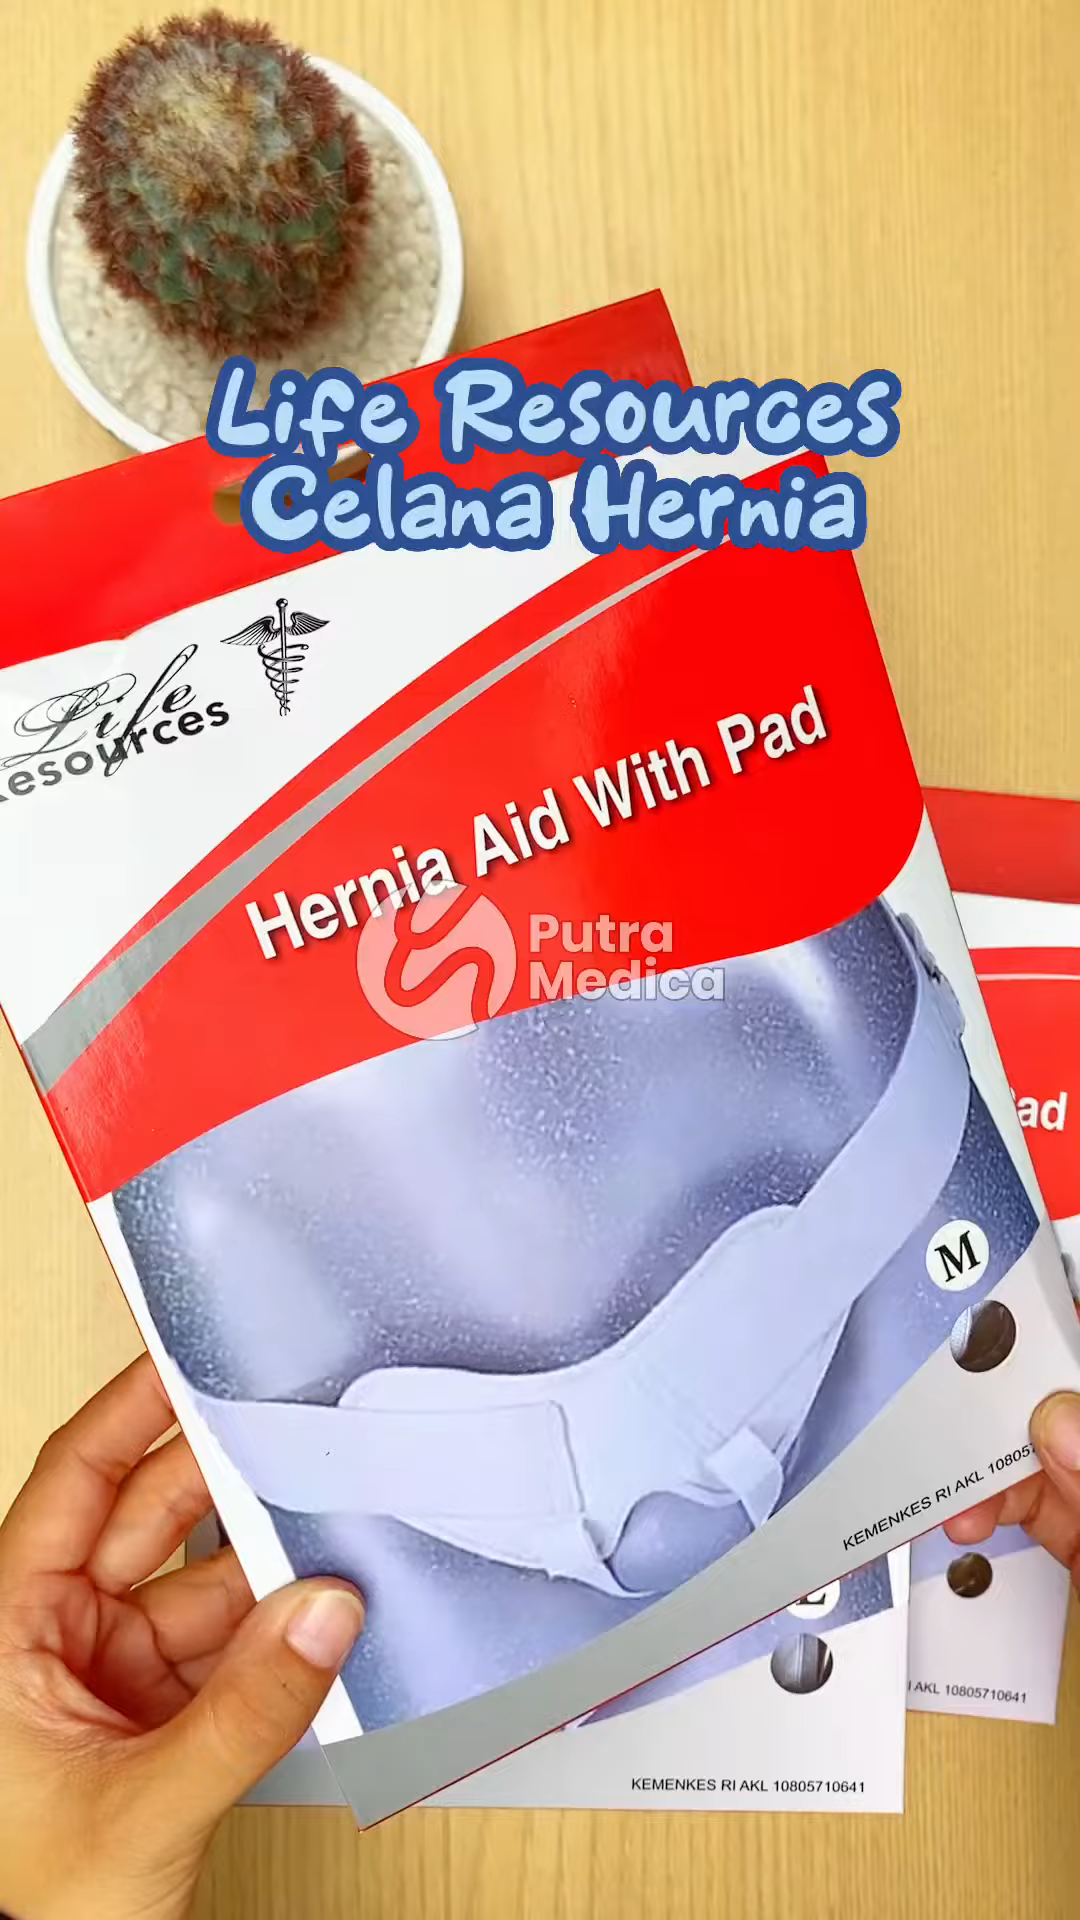 Life Resources
Celana Hernia
Life
Resources
Hernia Aid With Pad
Putra
Medica
ad
M
KEMENKES RI AKL 10805
L
I AKL 10805710641
KEMENKES RI AKL 10805710641